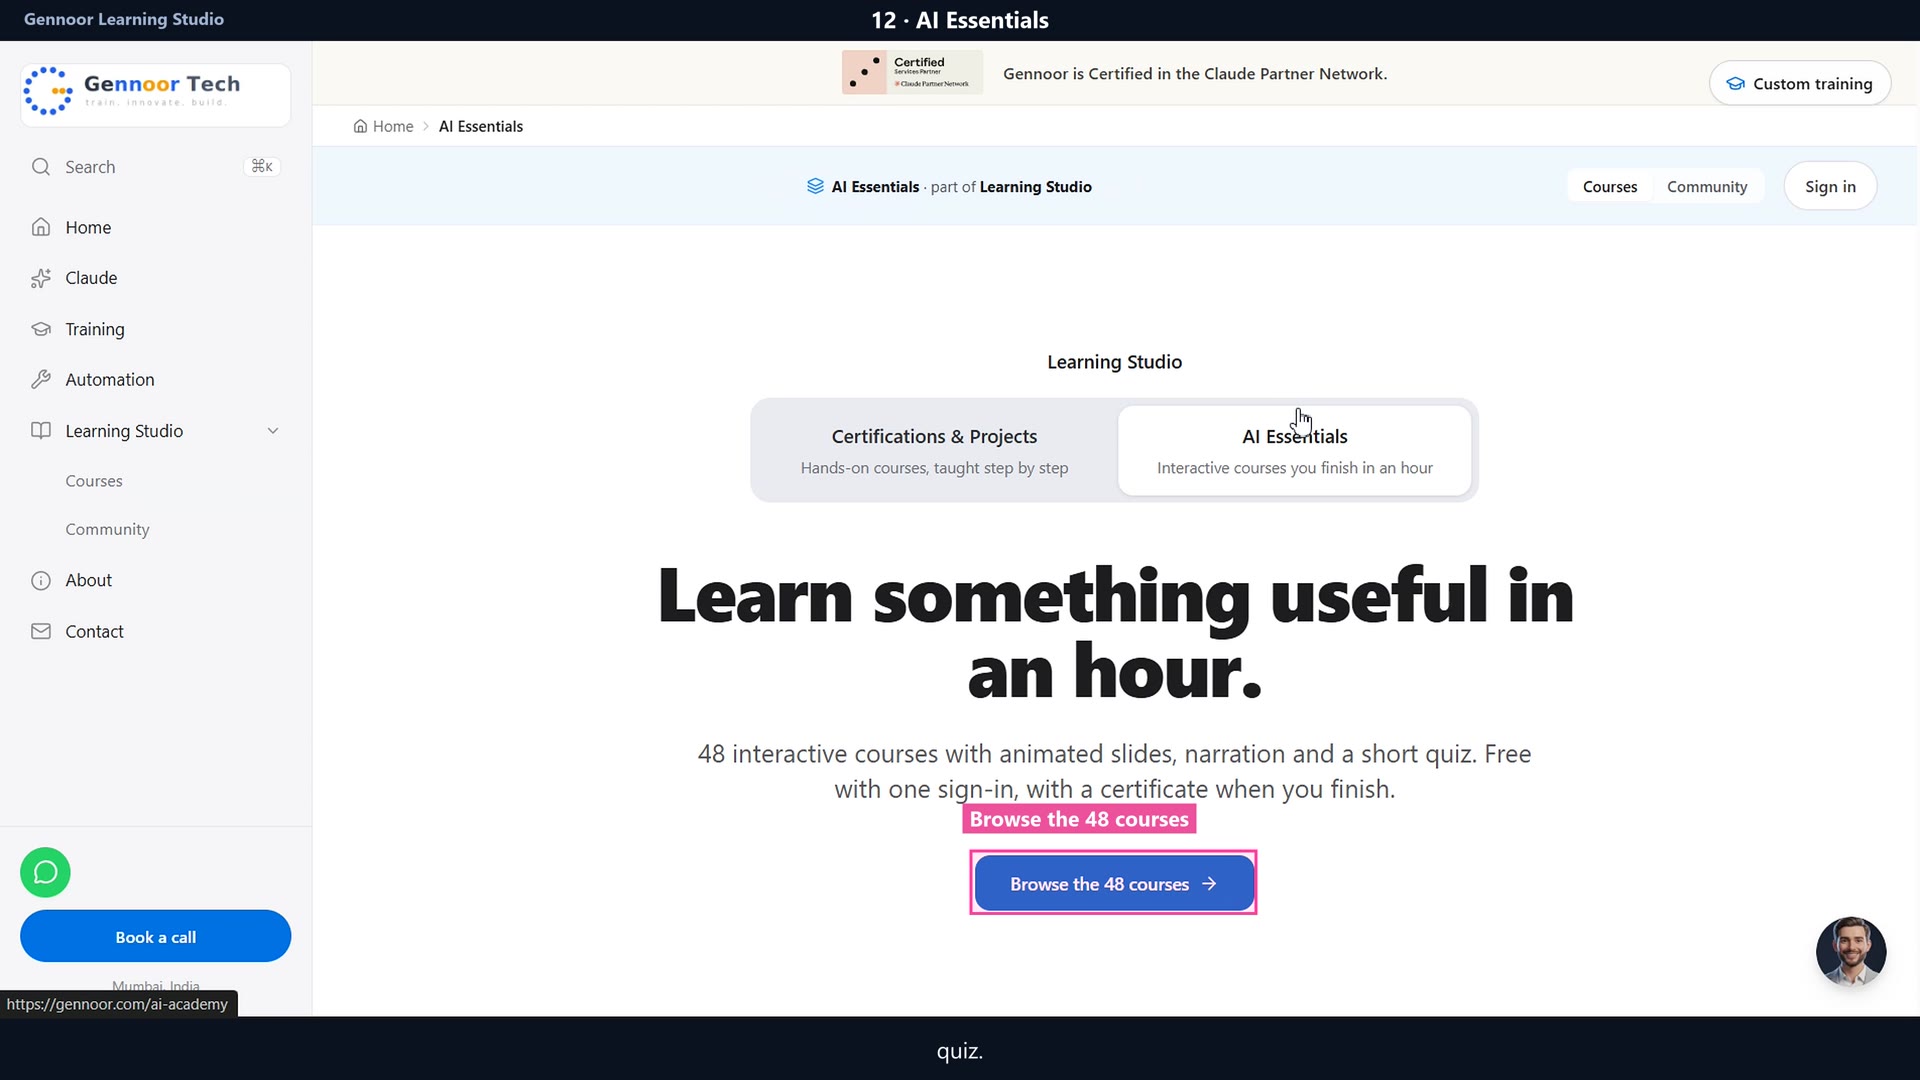 Gennoor Learning Studio
12 · AI Essentials
Gennoor Tech
train. innovate. build.
Certified
Services Partner
Claude Partner Network
Gennoor is Certified in the Claude Partner Network.
Custom training
Home > AI Essentials
Search ⌘K
AI Essentials · part of Learning Studio
Courses
Community
Sign in
Home
Claude
Training
Automation
Learning Studio
Courses
Community
About
Contact
Learning Studio
Certifications & Projects
Hands-on courses, taught step by step
AI Essentials
Interactive courses you finish in an hour
Learn something useful in
an hour.
48 interactive courses with animated slides, narration and a short quiz. Free
with one sign-in, with a certificate when you finish.
Browse the 48 courses
Browse the 48 courses →
Book a call
Mumbai, India
https://gennoor.com/ai-academy
quiz.